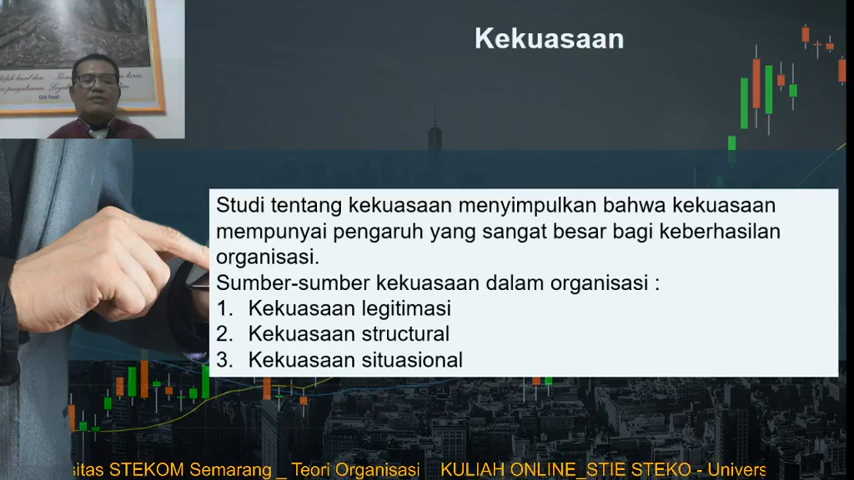 Kekuasaan
Studi tentang kekuasaan menyimpulkan bahwa kekuasaan
mempunyai pengaruh yang sangat besar bagi keberhasilan
organisasi.
Sumber-sumber kekuasaan dalam organisasi :
1. Kekuasaan legitimasi
2. Kekuasaan structural
3. Kekuasaan situasional
sitas STEKOM Semarang _ Teori Organisasi KULIAH ONLINE_STIE STEKO - Univers